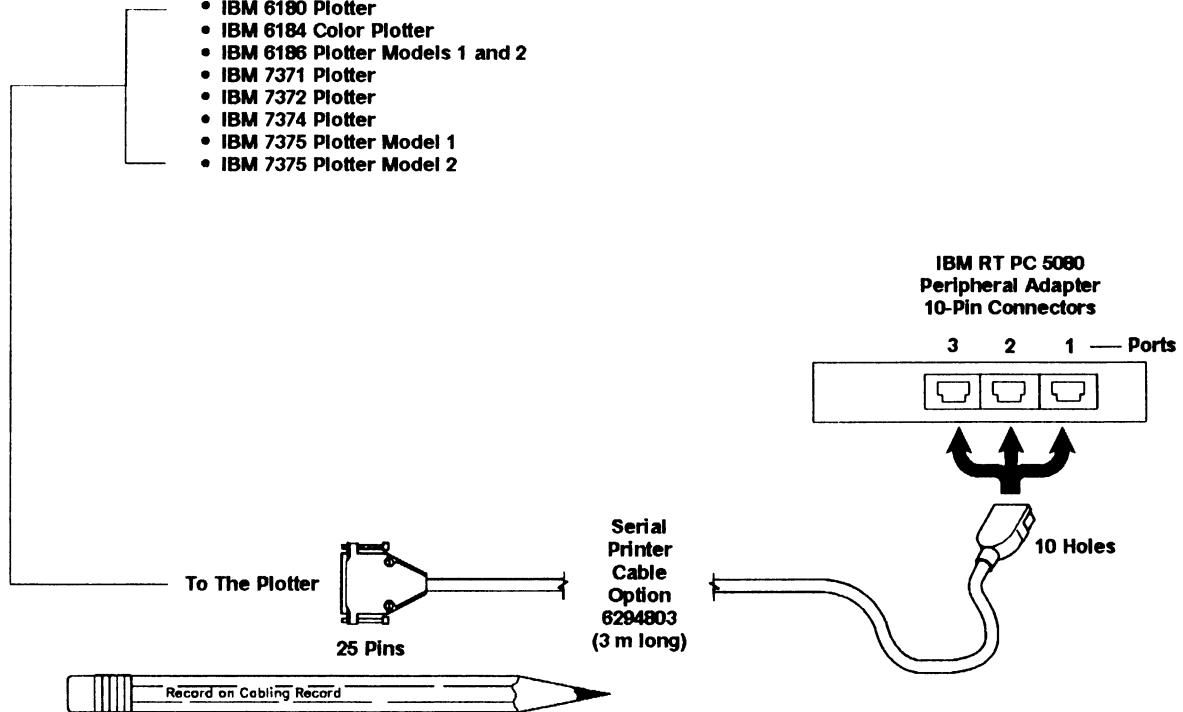 • IBM 6180 Plotter
• IBM 6184 Color Plotter
• IBM 6186 Plotter Models 1 and 2
• IBM 7371 Plotter
• IBM 7372 Plotter
• IBM 7374 Plotter
• IBM 7375 Plotter Model 1
• IBM 7375 Plotter Model 2
IBM RT PC 5080
Peripheral Adapter
10-Pin Connectors
3 2 1 — Ports
10 Holes
Serial
Printer
Cable
Option
6294803
(3 m long)
To The Plotter
25 Pins
Record on Cabling Record